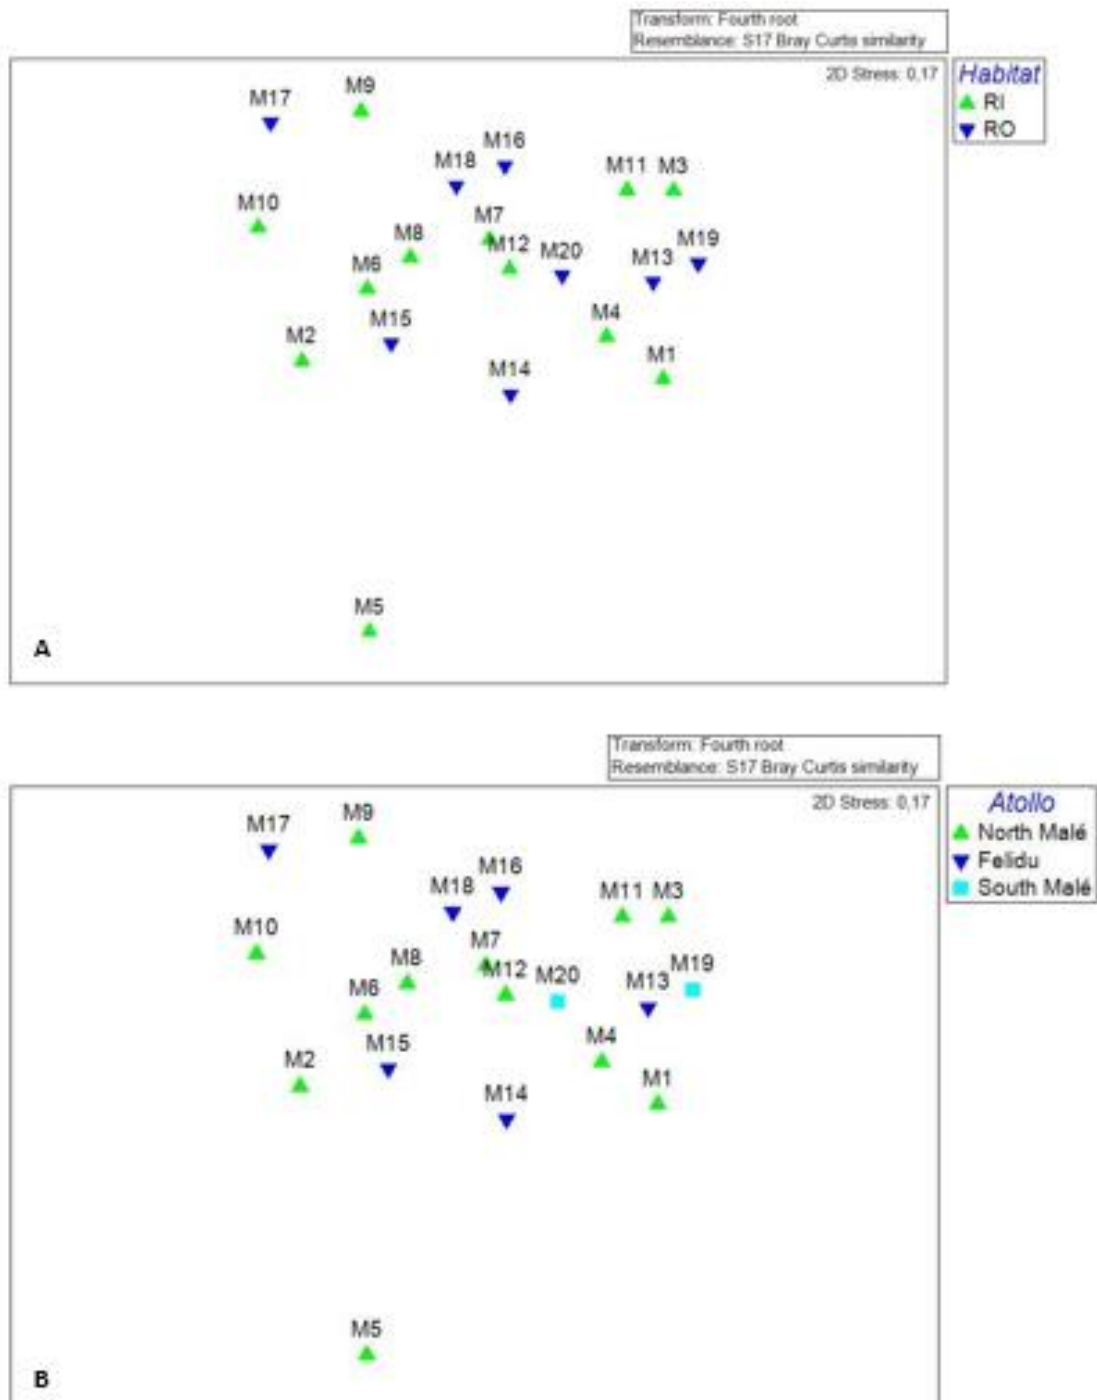 Transform: Fourth root
Resemblance: S17 Bray Curtis similarity
2D Stress: 0,17
Habitat
RI
RO
M17
M9
M16
M18
M11
M3
M10
M7
M8
M12
M20
M13
M19
M6
M15
M4
M2
M1
M14
M5
A
Transform: Fourth root
Resemblance: S17 Bray Curtis similarity
2D Stress: 0,17
Atollo
North Malé
Felidu
South Malé
M17
M9
M16
M18
M11
M3
M10
M7
M8
M12
M20
M13
M19
M6
M15
M4
M2
M1
M14
M5
B